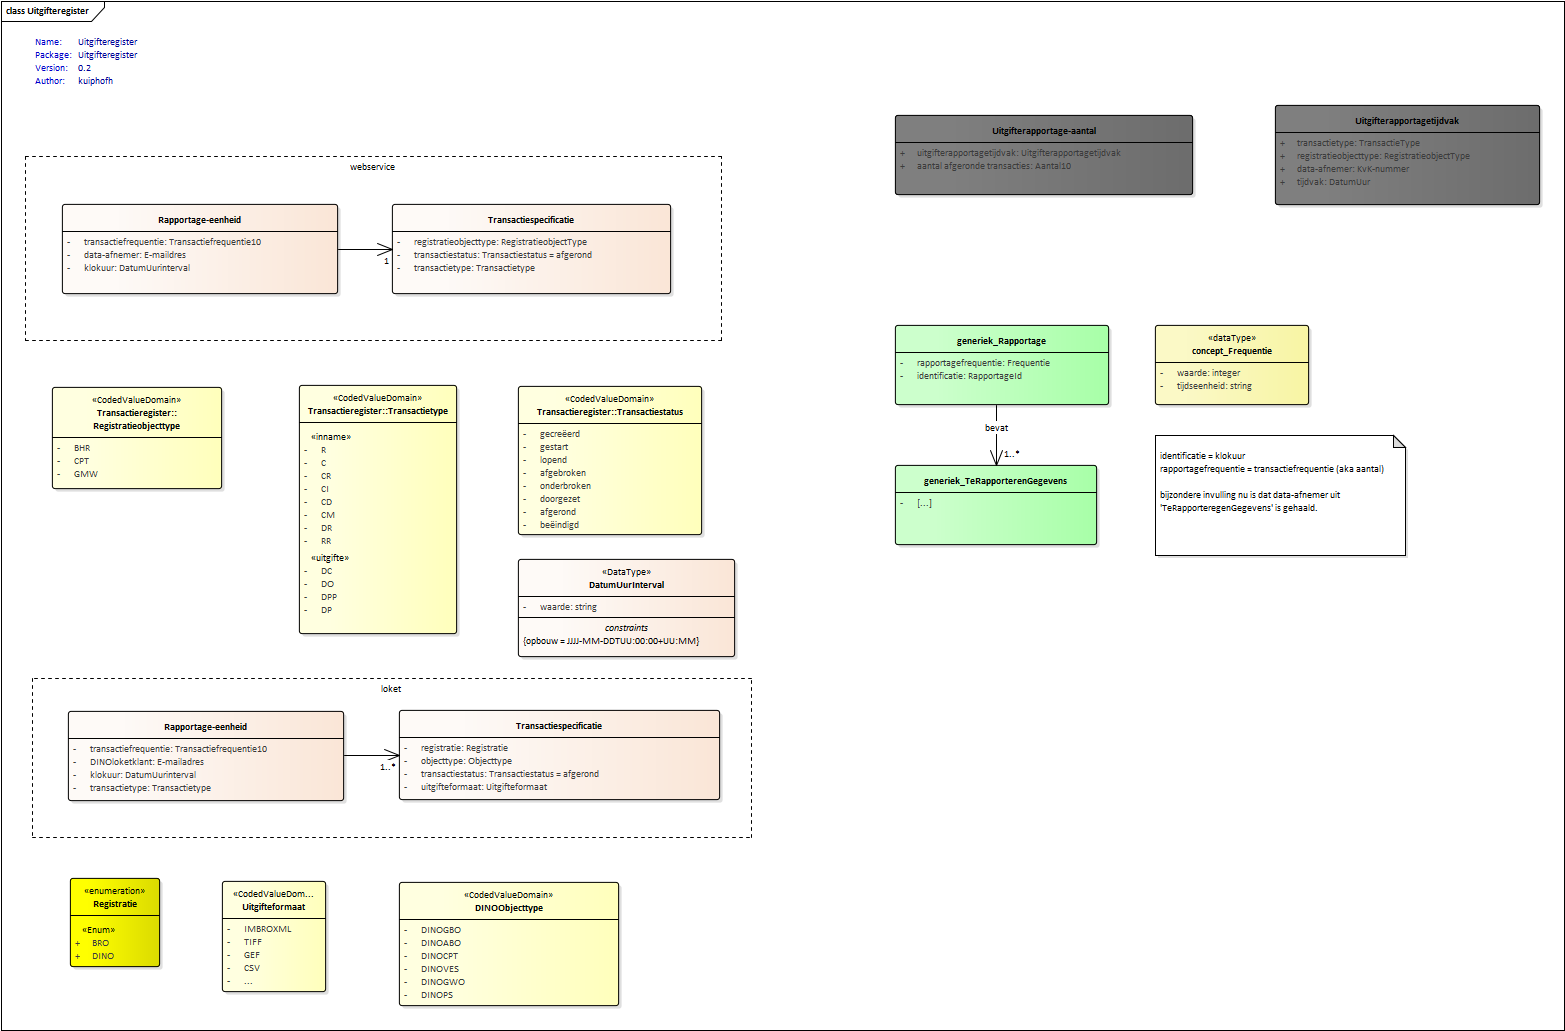 class Uitgifteregister
Name: Uitgifteregister
Package: Uitgifteregister
Version: 0.2
Author: kuiphofh
webservice
Rapportage-eenheid
- transactiefrequentie: Transactiefrequentie10
- data-afnemer: E-maildres
- klokuur: DatumUurinterval
1
Transactiespecificatie
- registratieobjecttype: RegistratieobjectType
- transactiestatus: Transactiestatus = afgerond
- transactietype: Transactietype
Uitgifterapportage-aantal
+ uitgifterapportagetijdvak: Uitgifterapportagetijdvak
+ aantal afgeronde transacties: Aantal10
Uitgifterapportagetijdvak
+ transactietype: TransactieType
+ registratieobjecttype: RegistratieobjectType
+ data-afnemer: KvK-nummer
+ tijdvak: DatumUur
«CodedValueDomain»
Transactieregister::
Registratieobjecttype
- BHR
- CPT
- GMW
«CodedValueDomain»
Transactieregister::Transactietype
«inname»
- R
- C
- CR
- CI
- CD
- CM
- DR
- RR
«uitgifte»
- DC
- DO
- DPP
- DP
«CodedValueDomain»
Transactieregister::Transactiestatus
- gecreëerd
- gestart
- lopend
- afgebroken
- onderbroken
- doorgezet
- afgerond
- beëindigd
«DataType»
DatumUurInterval
- waarde: string
constraints
{opbouw = JJJJ-MM-DDTUU:00:00+UU:MM}
generiek_Rapportage
- rapportagefrequentie: Frequentie
- identificatie: RapportageId
bevat
1..*
generiek_TeRapporterenGegevens
- [...]
«dataType»
concept_Frequentie
- waarde: integer
- tijdseenheid: string
identificatie = klokuur
rapportagefrequentie = transactiefrequentie (aka aantal)
bijzondere invulling nu is dat data-afnemer uit
'TeRapporteregenGegevens' is gehaald.
loket
Rapportage-eenheid
- transactiefrequentie: Transactiefrequentie10
- DINOloketklant: E-mailadres
- klokuur: DatumUurinterval
- transactietype: Transactietype
1..*
Transactiespecificatie
- registratie: Registratie
- objecttype: Objecttype
- transactiestatus: Transactiestatus = afgerond
- uitgifteformaat: Uitgifteformaat
«enumeration»
Registratie
«Enum»
+ BRO
+ DINO
«CodedValueDom...
Uitgifteformaat
- IMBROXML
- TIFF
- GEF
- CSV
- ...
«CodedValueDomain»
DINOObjecttype
- DINOGBO
- DINOABO
- DINOCPT
- DINOVES
- DINOGWO
- DINOPS